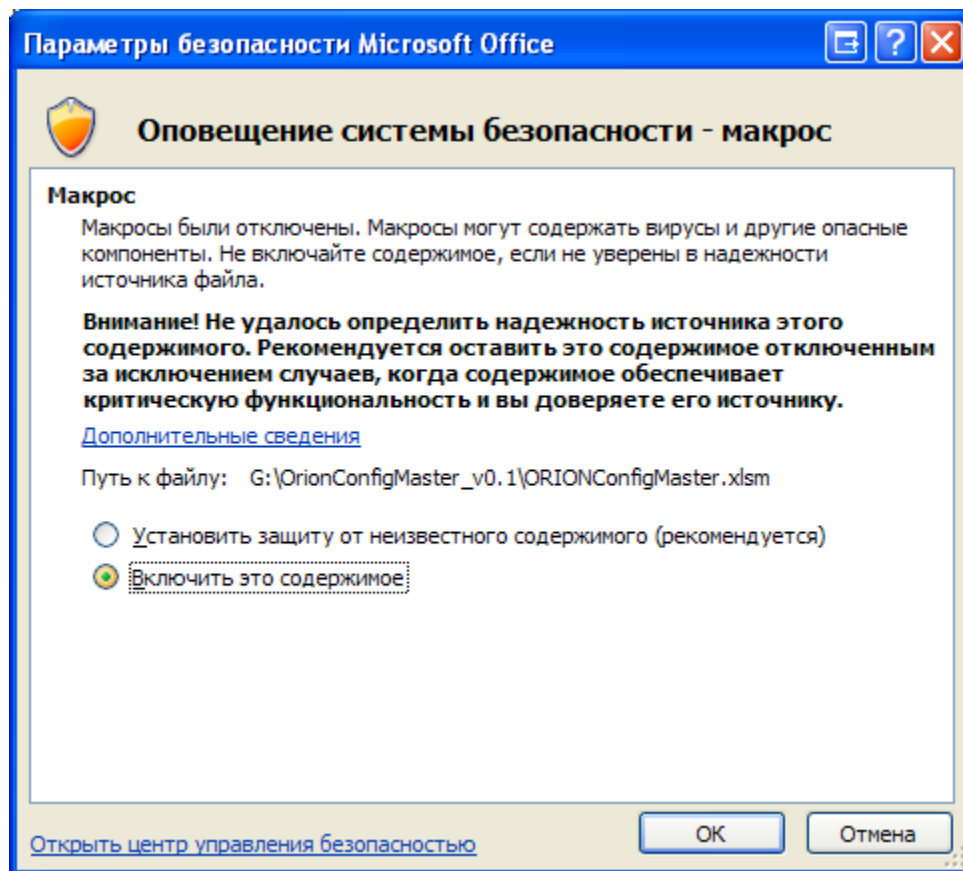 Параметры безопасности Microsoft Office
Оповещение системы безопасности - макрос
Макрос
Макросы были отключены. Макросы могут содержать вирусы и другие опасные
компоненты. Не включайте содержимое, если не уверены в надежности
источника файла.
Внимание! Не удалось определить надежность источника этого
содержимого. Рекомендуется оставить это содержимое отключенным
за исключением случаев, когда содержимое обеспечивает
критическую функциональность и вы доверяете его источнику.
Дополнительные сведения
Путь к файлу: G:\OrionConfigMaster_v0.1\ORIONConfigMaster.xlsm
Установить защиту от неизвестного содержимого (рекомендуется)
Включить это содержимое
Открыть центр управления безопасностью
ОК
Отмена